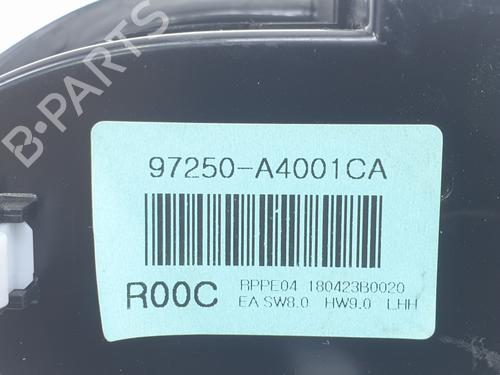 B-PARTS
97250-A4001CA
R00C
RPPE04 180423B0020
EA SW8.0 HW9.0 LHH